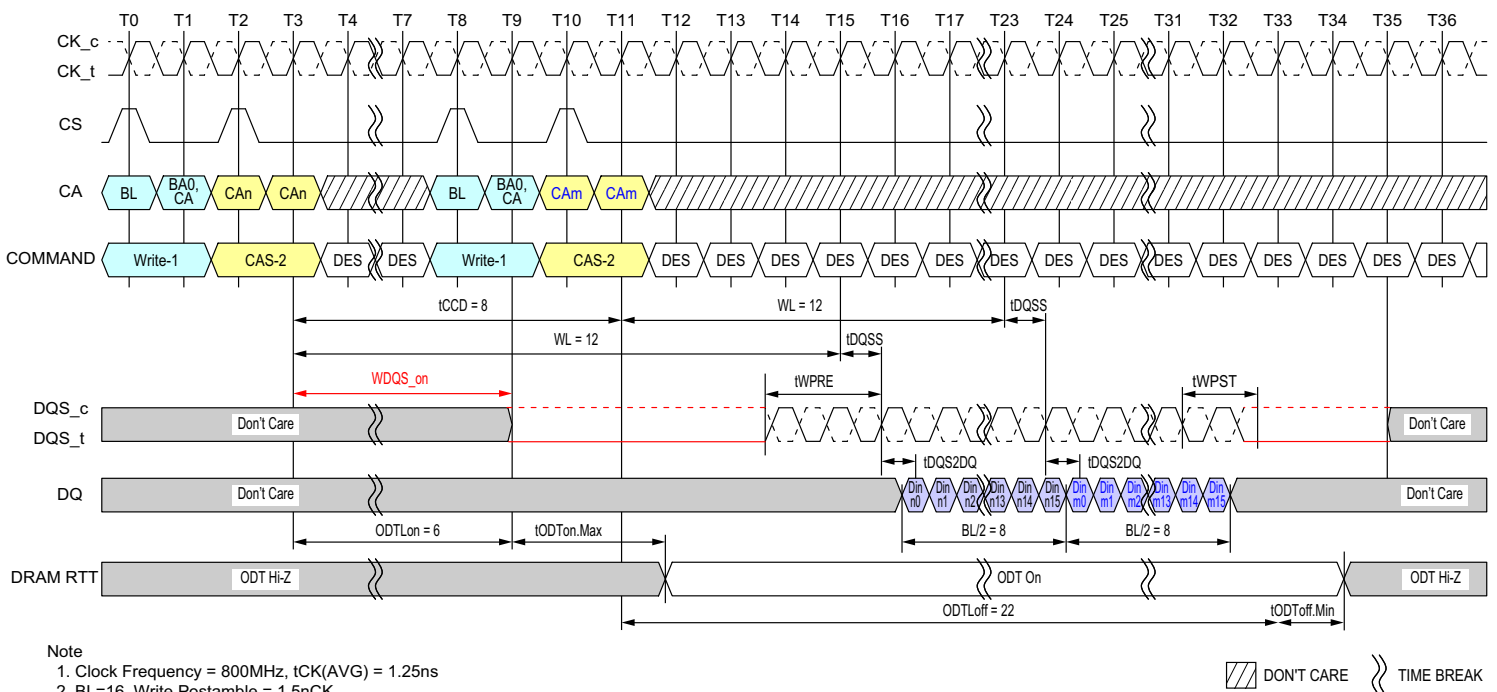 T0 T1 T2 T3 T4 T7 T8 T9 T10 T11 T12 T13 T14 T15 T16 T17 T23 T24 T25 T31 T32 T33 T34 T35 T36
CK_c
CK_t
CS
CA BL BA0, CA CAn CAn BL BA0, CA CAm CAm
COMMAND Write-1 CAS-2 DES DES Write-1 CAS-2 DES DES DES DES DES DES DES DES DES DES DES DES DES DES DES
tCCD = 8 WL = 12 tDQSS
WL = 12 tDQSS
WDQS_on tWPRE tWPST
DQS_c
DQS_t
Don't Care Don't Care
tDQS2DQ tDQS2DQ
DQ Don't Care Din n0 Din n1 Din n2 Din n13 Din n14 Din n15 Din m0 Din m1 Din m2 Din m13 Din m14 Din m15 Don't Care
ODTLon = 6 tODTon.Max BL/2 = 8 BL/2 = 8
DRAM RTT ODT Hi-Z ODT On ODT Hi-Z
ODTLoff = 22 tODToff.Min
Note
1. Clock Frequency = 800MHz, tCK(AVG) = 1.25ns
2. BL=16, Write Postamble = 1.5nCK
DON'T CARE TIME BREAK